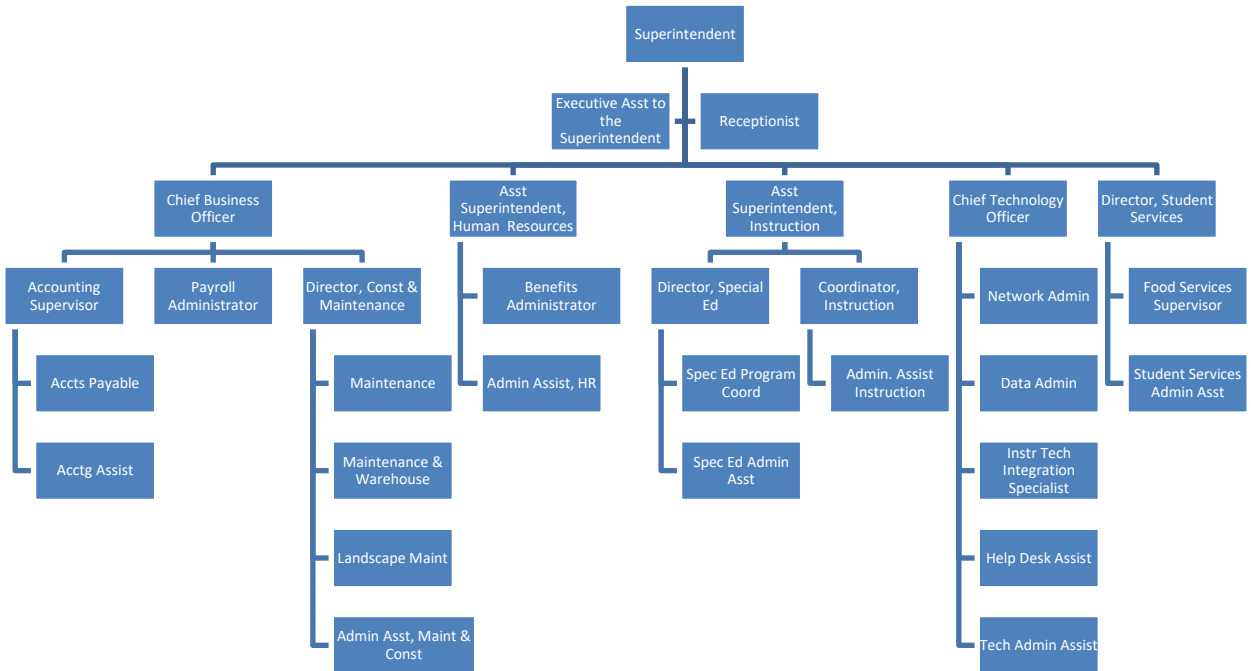 Superintendent
Executive Asst to
the
Superintendent
Receptionist
Chief Business
Officer
Asst
Superintendent,
Human  Resources
Asst
Superintendent,
Instruction
Chief Technology
Officer
Director, Student
Services
Accounting
Supervisor
Payroll
Administrator
Director, Const &
Maintenance
Benefits
Administrator
Director, Special
Ed
Coordinator,
Instruction
Network Admin
Food Services
Supervisor
Accts Payable
Maintenance
Admin Assist, HR
Spec Ed Program
Coord
Admin. Assist
Instruction
Data Admin
Student Services
Admin Asst
Acctg Assist
Maintenance &
Warehouse
Spec Ed Admin
Asst
Instr Tech
Integration
Specialist
Landscape Maint
Help Desk Assist
Admin Asst, Maint &
Const
Tech Admin Assist